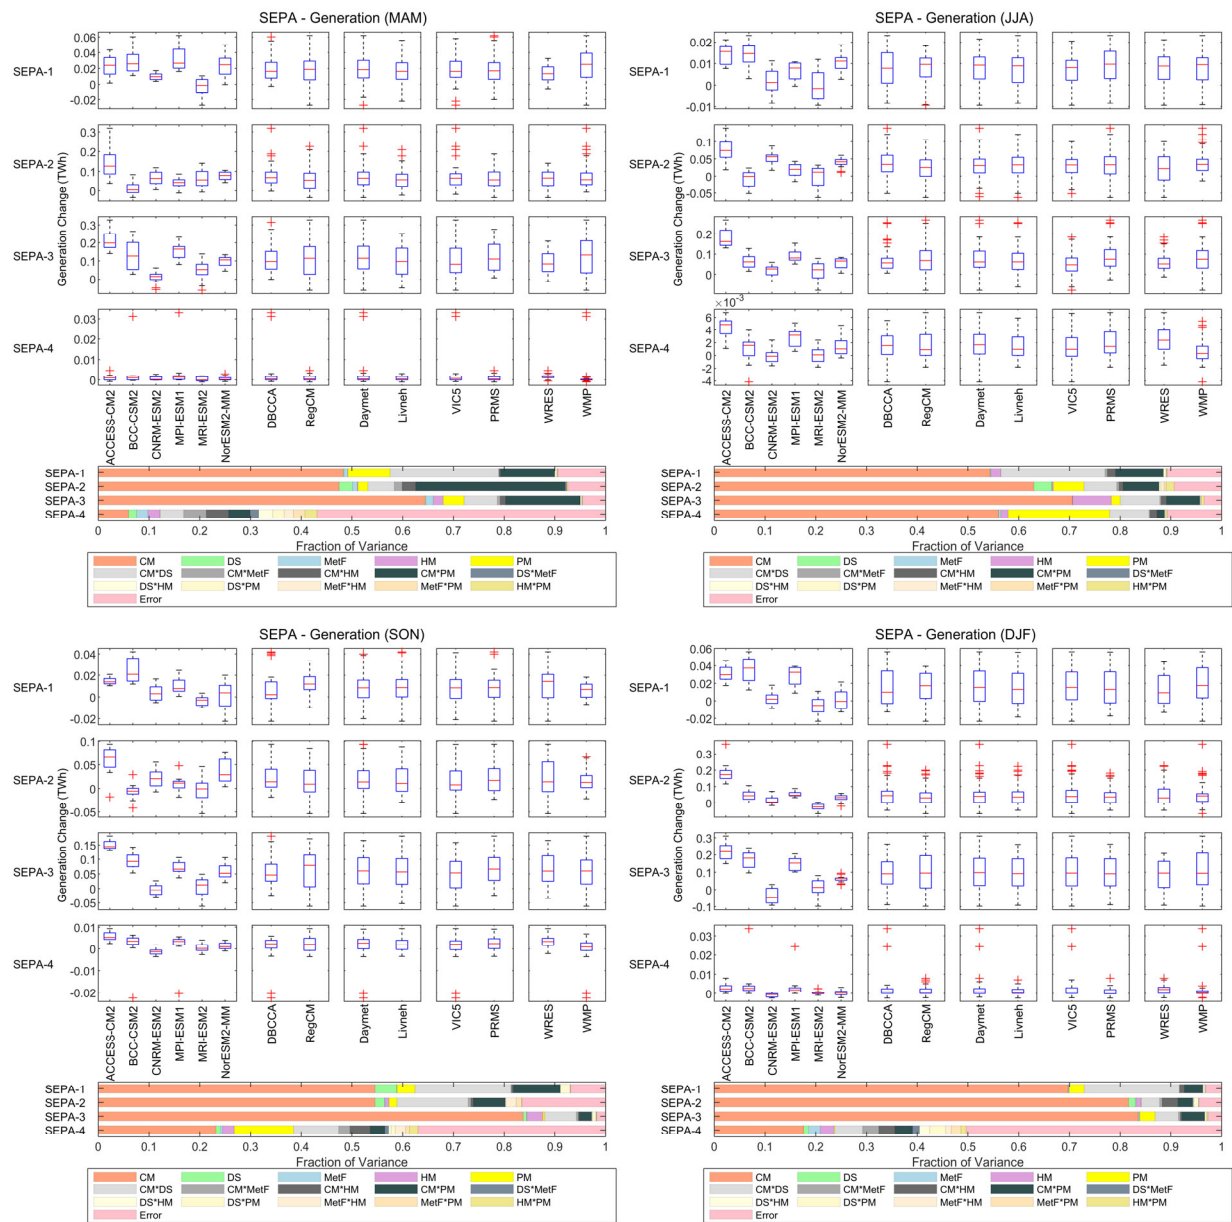 SEPA - Generation (MAM)
Generation Change (TWh)
SEPA-1
0.06
0.04
0.02
0
-0.02
SEPA-2
0.3
0.2
0.1
0
SEPA-3
0.3
0.2
0.1
0
SEPA-4
0.03
0.02
0.01
0
ACCESS-CM2
BCC-CSM2
CNRM-ESM2
MPI-ESM1
MRI-ESM2
NorESM2-MM
DBCCA
RegCM
Daymet
Livneh
VIC5
PRMS
WRES
WMP
SEPA-1
SEPA-2
SEPA-3
SEPA-4
0 0.1 0.2 0.3 0.4 0.5 0.6 0.7 0.8 0.9 1
Fraction of Variance
CM DS MetF HM PM
CM*DS CM*MetF CM*HM CM*PM DS*MetF
DS*HM DS*PM MetF*HM MetF*PM HM*PM
Error
SEPA - Generation (JJA)
Generation Change (TWh)
SEPA-1
0.02
0.01
0
-0.01
SEPA-2
0.1
0.05
0
-0.05
SEPA-3
0.2
0.1
0
×10-3
SEPA-4
6
4
2
0
-2
-4
ACCESS-CM2
BCC-CSM2
CNRM-ESM2
MPI-ESM1
MRI-ESM2
NorESM2-MM
DBCCA
RegCM
Daymet
Livneh
VIC5
PRMS
WRES
WMP
SEPA-1
SEPA-2
SEPA-3
SEPA-4
0 0.1 0.2 0.3 0.4 0.5 0.6 0.7 0.8 0.9 1
Fraction of Variance
CM DS MetF HM PM
CM*DS CM*MetF CM*HM CM*PM DS*MetF
DS*HM DS*PM MetF*HM MetF*PM HM*PM
Error
SEPA - Generation (SON)
Generation Change (TWh)
SEPA-1
0.04
0.02
0
-0.02
SEPA-2
0.1
0.05
0
-0.05
SEPA-3
0.15
0.1
0.05
0
-0.05
SEPA-4
0.01
0
-0.01
-0.02
ACCESS-CM2
BCC-CSM2
CNRM-ESM2
MPI-ESM1
MRI-ESM2
NorESM2-MM
DBCCA
RegCM
Daymet
Livneh
VIC5
PRMS
WRES
WMP
SEPA-1
SEPA-2
SEPA-3
SEPA-4
0 0.1 0.2 0.3 0.4 0.5 0.6 0.7 0.8 0.9 1
Fraction of Variance
CM DS MetF HM PM
CM*DS CM*MetF CM*HM CM*PM DS*MetF
DS*HM DS*PM MetF*HM MetF*PM HM*PM
Error
SEPA - Generation (DJF)
Generation Change (TWh)
SEPA-1
0.06
0.04
0.02
0
-0.02
SEPA-2
0.3
0.2
0.1
0
SEPA-3
0.3
0.2
0.1
0
-0.1
SEPA-4
0.03
0.02
0.01
0
ACCESS-CM2
BCC-CSM2
CNRM-ESM2
MPI-ESM1
MRI-ESM2
NorESM2-MM
DBCCA
RegCM
Daymet
Livneh
VIC5
PRMS
WRES
WMP
SEPA-1
SEPA-2
SEPA-3
SEPA-4
0 0.1 0.2 0.3 0.4 0.5 0.6 0.7 0.8 0.9 1
Fraction of Variance
CM DS MetF HM PM
CM*DS CM*MetF CM*HM CM*PM DS*MetF
DS*HM DS*PM MetF*HM MetF*PM HM*PM
Error